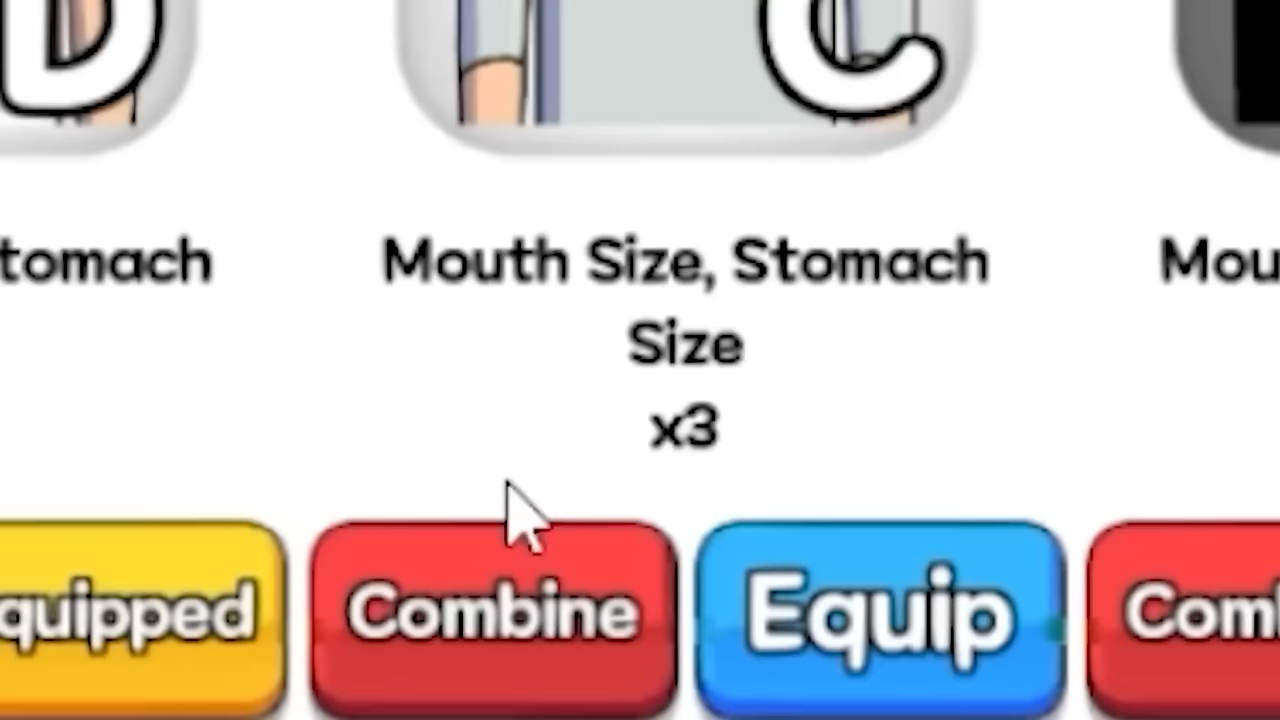 D
C
tomach
Mouth Size, Stomach
Size
x3
Mou
quipped
Combine
Equip
Com